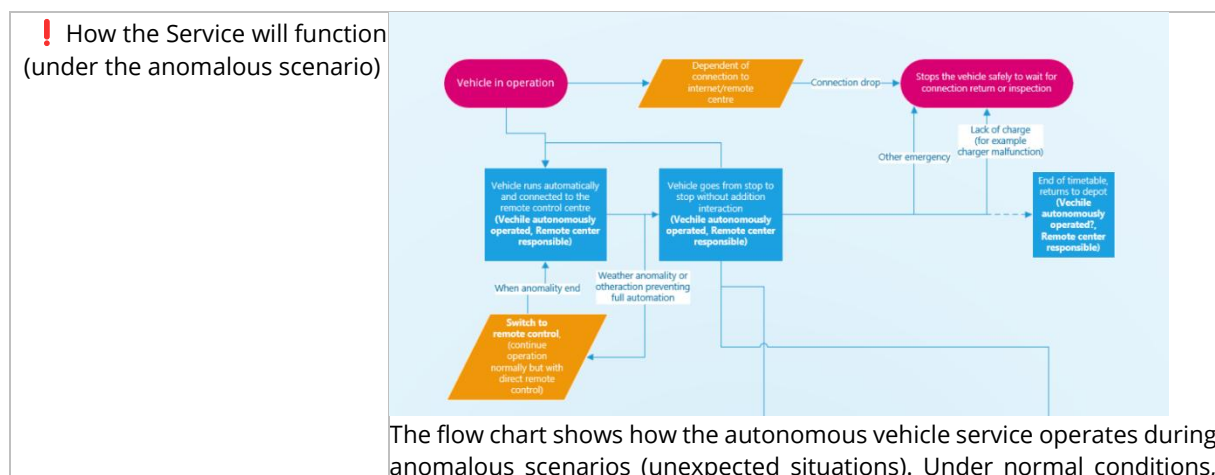 ❗ How the Service will function
(under the anomalous scenario)
Vehicle in operation
Dependent of
connection to
internet/remote
centre
Connection drop
Stops the vehicle safely to wait for
connection return or inspection
Other emergency
Lack of charge
(for example
charger malfunction)
Vehicle runs automatically
and connected to the
remote control centre
(Vechile autonomously
operated, Remote center
responsible)
Vehicle goes from stop to
stop without addition
interaction
(Vechile autonomously
operated, Remote center
responsible)
End of timetable,
returns to depot
(Vechile
autonomously
operated?,
Remote center
responsible)
When anomality end
Weather anomality or
otheraction preventing
full automation
Switch to
remote control,
(continue
operation
normally but with
direct remote
control)
The flow chart shows how the autonomous vehicle service operates during
anomalous scenarios (unexpected situations). Under normal conditions,